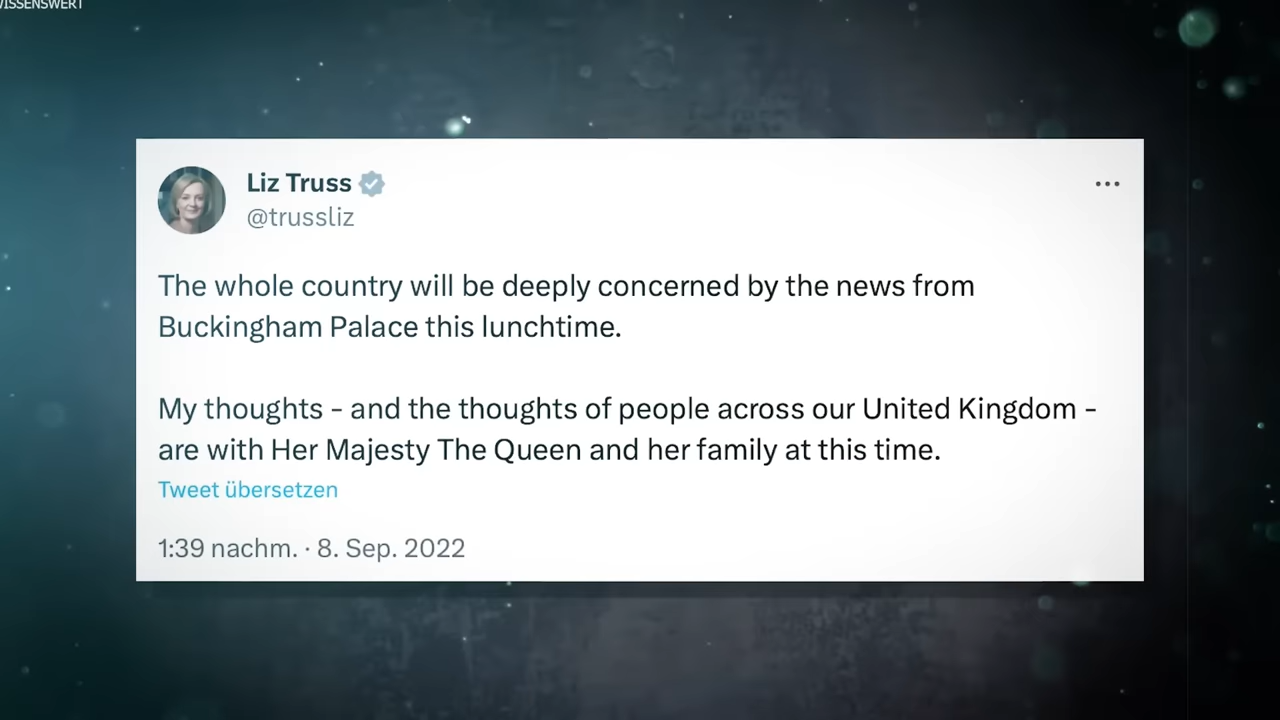 WISSENSWERT
Liz Truss
@trussliz
The whole country will be deeply concerned by the news from
Buckingham Palace this lunchtime.
My thoughts - and the thoughts of people across our United Kingdom -
are with Her Majesty The Queen and her family at this time.
Tweet übersetzen
1:39 nachm. · 8. Sep. 2022